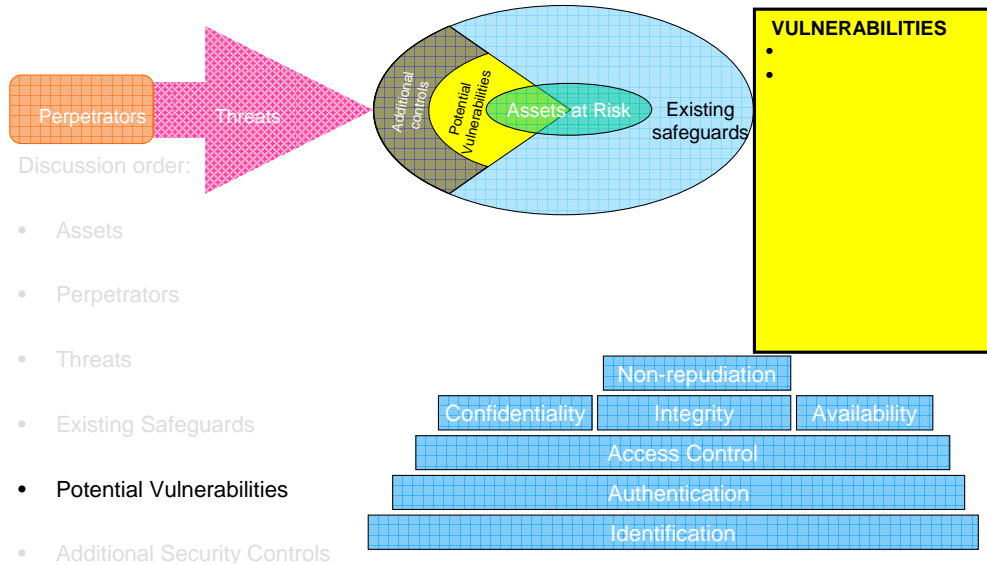 VULNERABILITIES
•
•
Perpetrators
Threats
Additional
controls
Potential
Vulnerabilities
Assets at Risk
Existing
safeguards
Discussion order:
• Assets
• Perpetrators
• Threats
• Existing Safeguards
• Potential Vulnerabilities
• Additional Security Controls
Non-repudiation
Confidentiality
Integrity
Availability
Access Control
Authentication
Identification